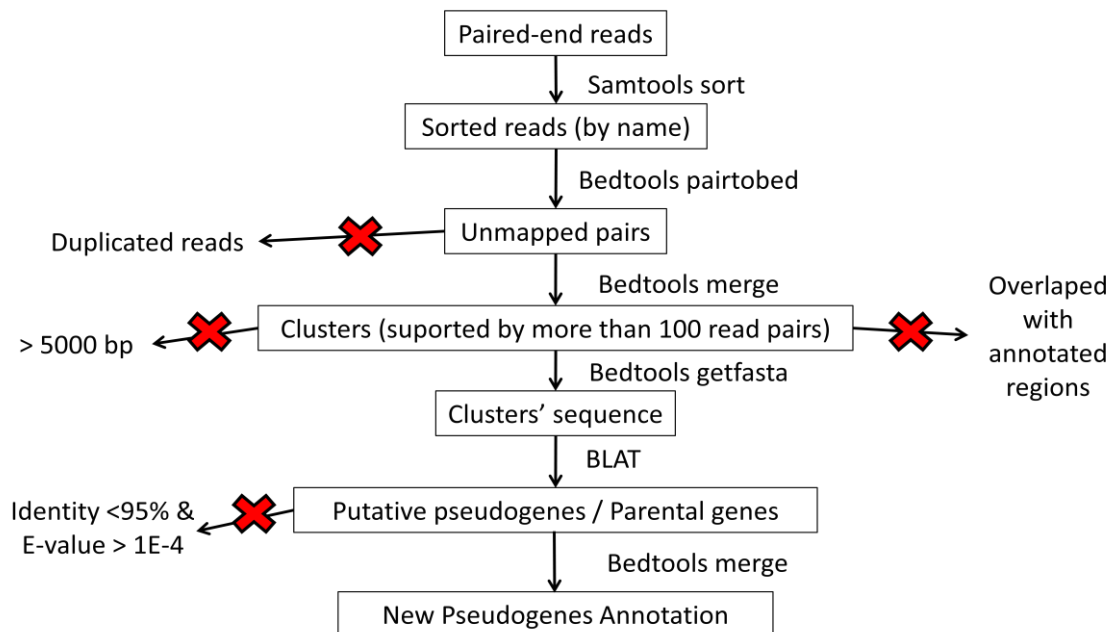 Paired-end reads
Samtools sort
Sorted reads (by name)
Bedtools pairtobed
Duplicated reads
Unmapped pairs
Bedtools merge
> 5000 bp
Clusters (suported by more than 100 read pairs)
Overlaped
with
annotated
regions
Bedtools getfasta
Clusters’ sequence
BLAT
Identity <95% &
E-value > 1E-4
Putative pseudogenes / Parental genes
Bedtools merge
New Pseudogenes Annotation